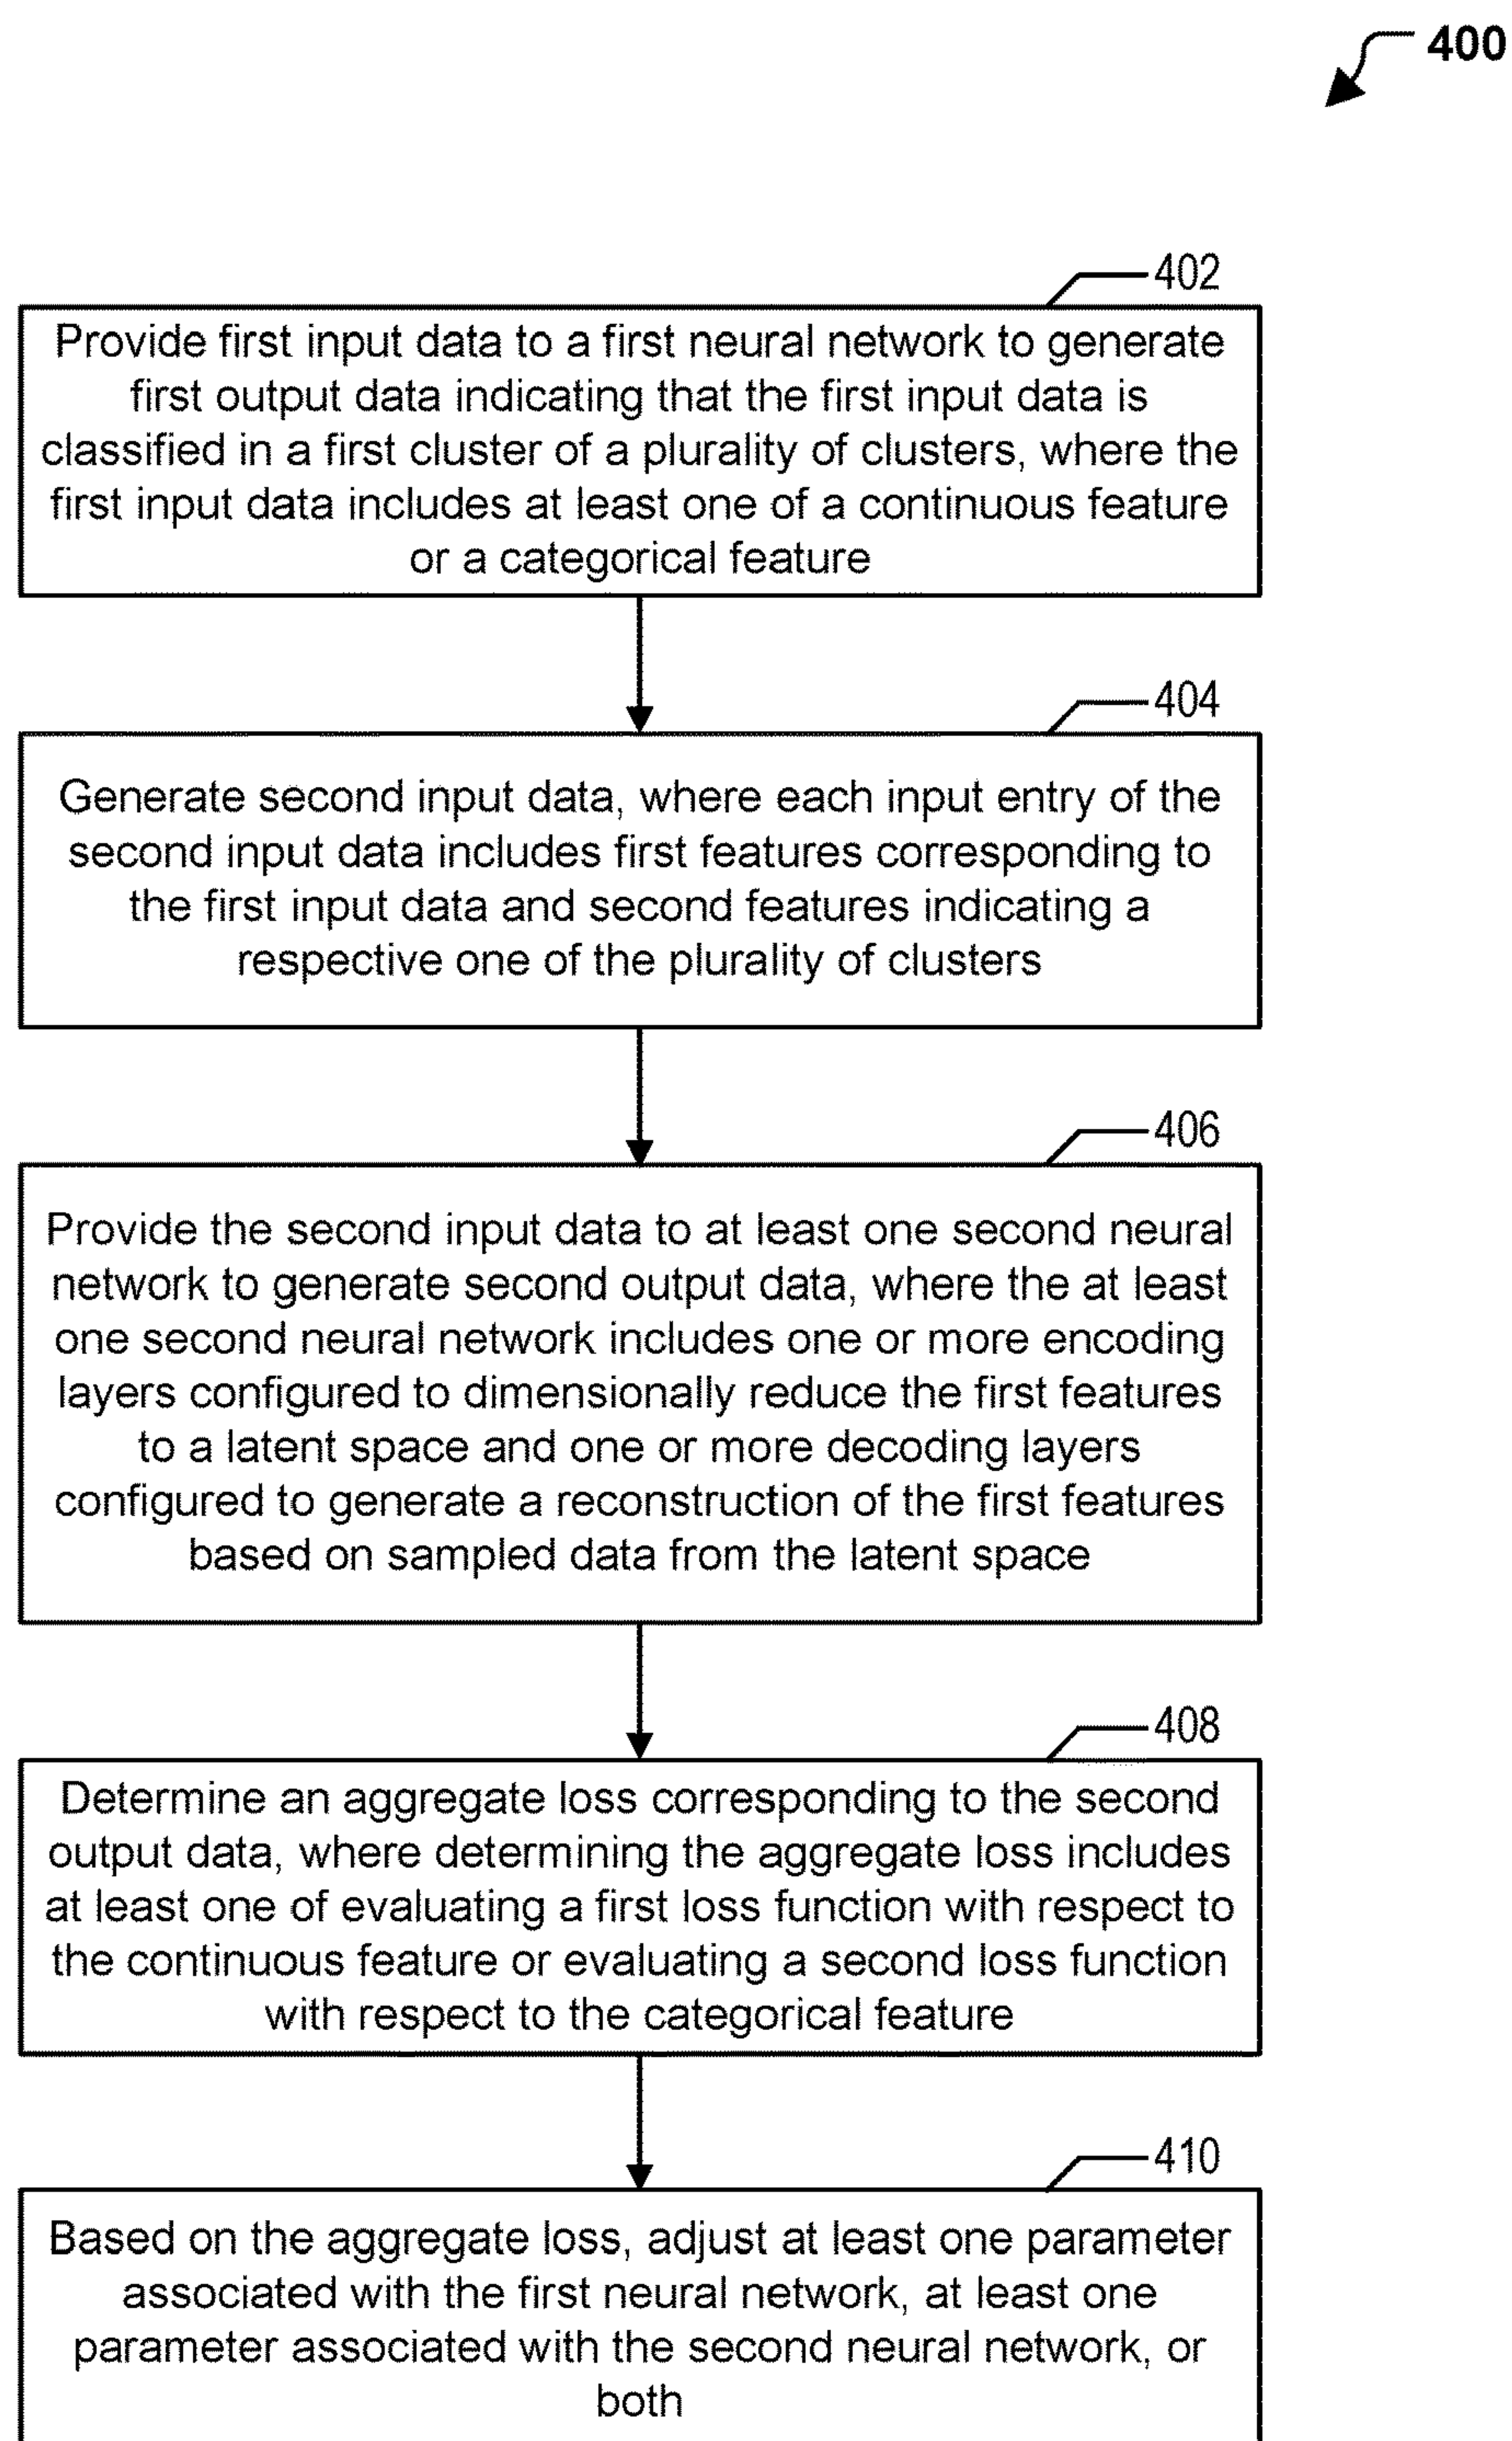 400
402
Provide first input data to a first neural network to generate
first output data indicating that the first input data is
classified in a first cluster of a plurality of clusters, where the
first input data includes at least one of a continuous feature
or a categorical feature
404
Generate second input data, where each input entry of the
second input data includes first features corresponding to
the first input data and second features indicating a
respective one of the plurality of clusters
406
Provide the second input data to at least one second neural
network to generate second output data, where the at least
one second neural network includes one or more encoding
layers configured to dimensionally reduce the first features
to a latent space and one or more decoding layers
configured to generate a reconstruction of the first features
based on sampled data from the latent space
408
Determine an aggregate loss corresponding to the second
output data, where determining the aggregate loss includes
at least one of evaluating a first loss function with respect to
the continuous feature or evaluating a second loss function
with respect to the categorical feature
410
Based on the aggregate loss, adjust at least one parameter
associated with the first neural network, at least one
parameter associated with the second neural network, or
both